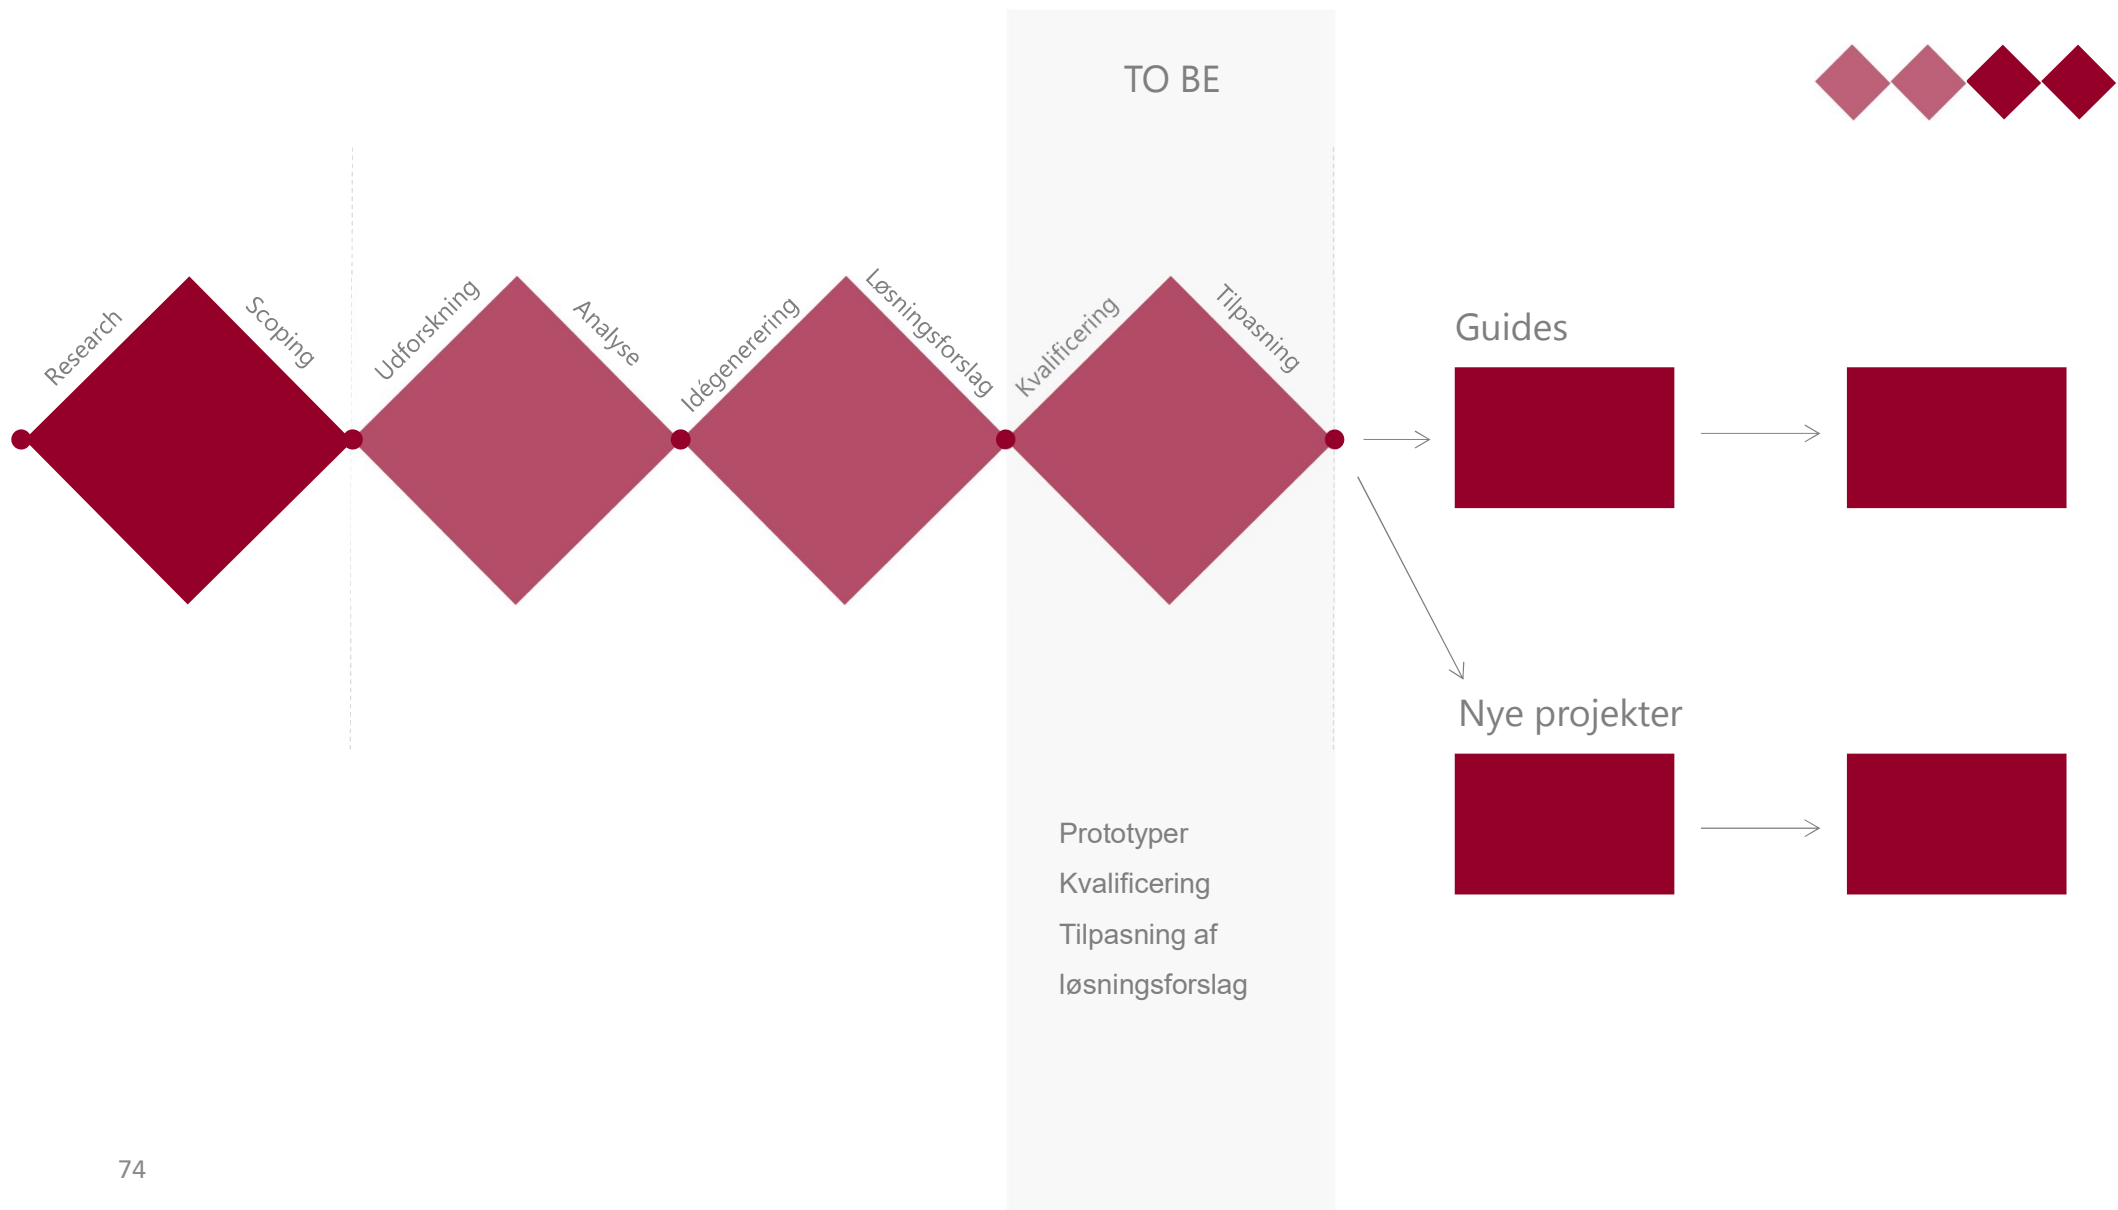 TO BE
Research
Scoping
Udforskning
Analyse
Idégenerering
Løsningsforslag
Kvalificering
Tilpasning
Guides
Nye projekter
Prototyper
Kvalificering
Tilpasning af
løsningsforslag
74